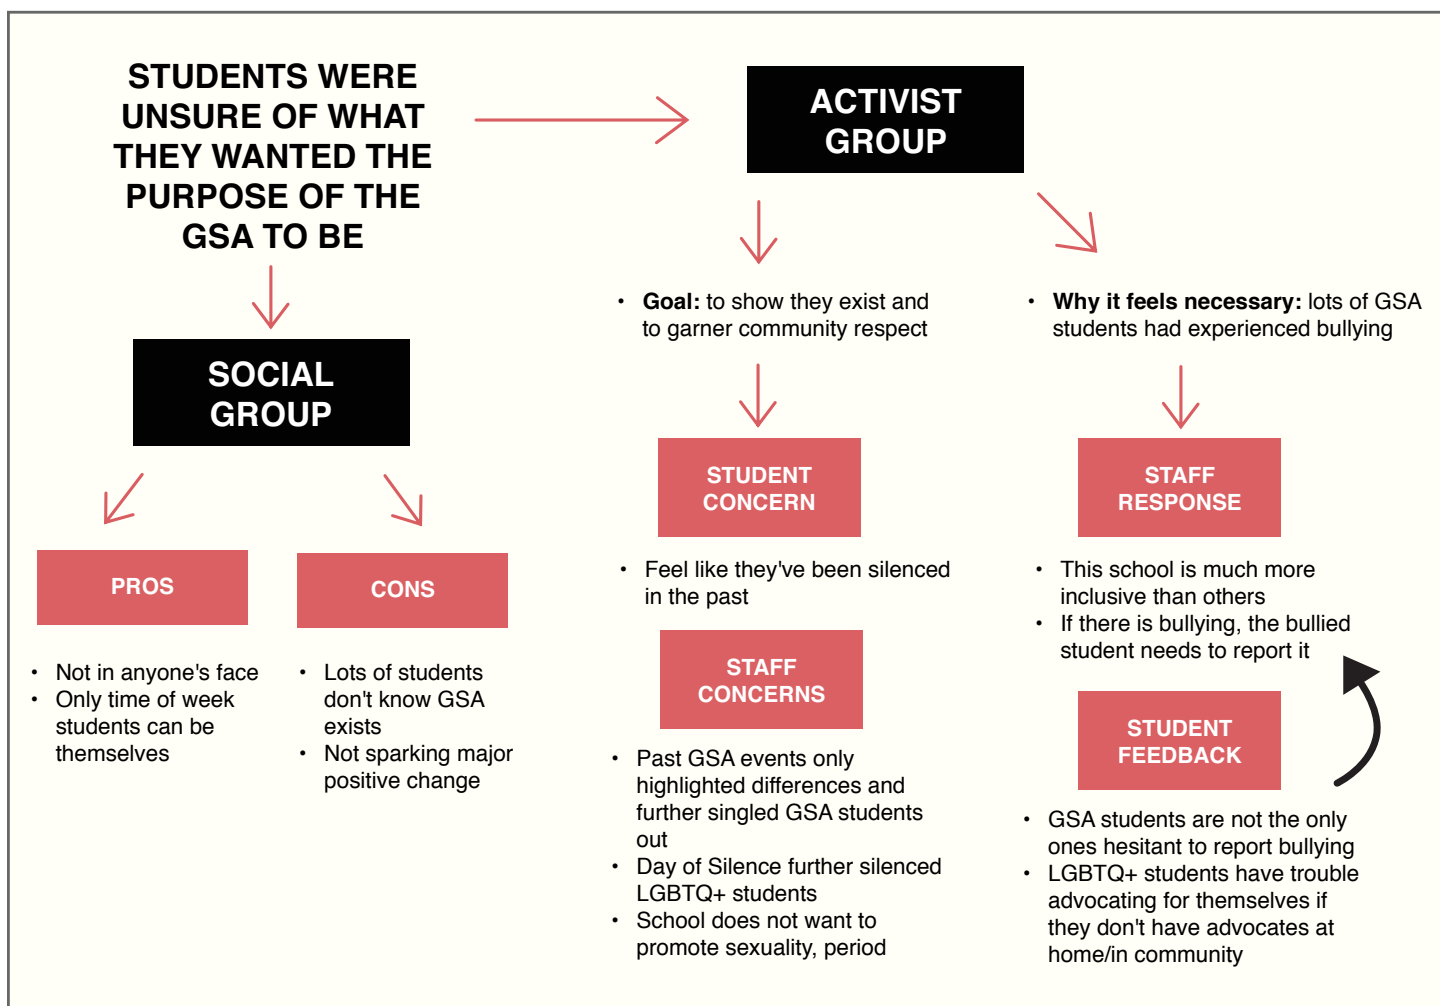 STUDENTS WERE
UNSURE OF WHAT
THEY WANTED THE
PURPOSE OF THE
GSA TO BE
SOCIAL
GROUP
PROS
• Not in anyone's face
• Only time of week
students can be
themselves
CONS
• Lots of students
don't know GSA
exists
• Not sparking major
positive change
ACTIVIST
GROUP
• Goal: to show they exist and
to garner community respect
STUDENT
CONCERN
• Feel like they've been silenced
in the past
STAFF
CONCERNS
• Past GSA events only
highlighted differences and
further singled GSA students
out
• Day of Silence further silenced
LGBTQ+ students
• School does not want to
promote sexuality, period
• Why it feels necessary: lots of GSA
students had experienced bullying
STAFF
RESPONSE
• This school is much more
inclusive than others
• If there is bullying, the bullied
student needs to report it
STUDENT
FEEDBACK
• GSA students are not the only
ones hesitant to report bullying
• LGBTQ+ students have trouble
advocating for themselves if
they don't have advocates at
home/in community